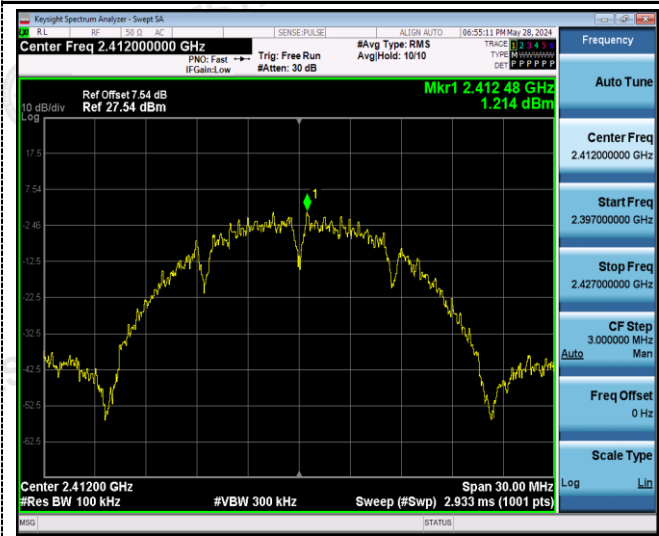 Keysight Spectrum Analyzer - Swept SA
RL RF 50 Ω AC SENSE:PULSE ALIGN AUTO 06:55:11 PM May 28, 2024
Center Freq 2.412000000 GHz
PNO: Fast Trig: Free Run
IFGain:Low #Atten: 30 dB
#Avg Type: RMS
Avg|Hold: 10/10
TRACE 1 2 3 4 5 6
TYPE M W W W W W
DET P P P P P P
Ref Offset 7.54 dB
10 dB/div Ref 27.54 dBm
Log
Mkr1 2.412 48 GHz
1.214 dBm
1
17.5
7.54
-2.46
-12.5
-22.5
-32.5
-42.5
-52.5
-62.5
Center 2.41200 GHz Span 30.00 MHz
#Res BW 100 kHz #VBW 300 kHz Sweep (#Swp) 2.933 ms (1001 pts)
MSG STATUS
Frequency
Auto Tune
Center Freq
2.412000000 GHz
Start Freq
2.397000000 GHz
Stop Freq
2.427000000 GHz
CF Step
3.000000 MHz
Auto Man
Freq Offset
0 Hz
Scale Type
Log Lin